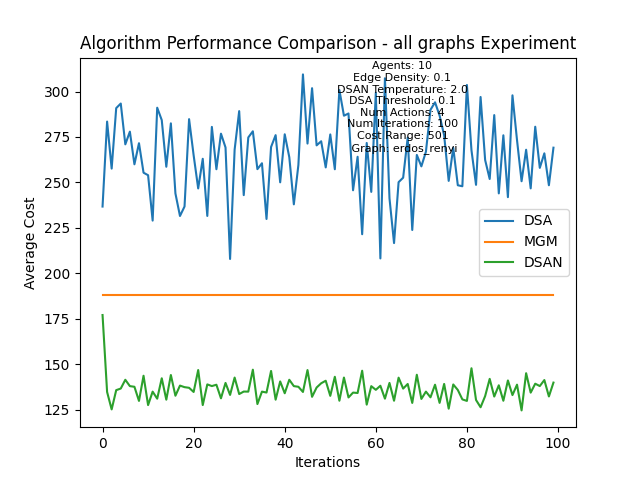 Algorithm Performance Comparison - all graphs Experiment
Agents: 10
Edge Density: 0.1
DSAN Temperature: 2.0
DSA Threshold: 0.1
Num Actions: 4
Num Iterations: 100
Cost Range: 501
Graph: erdos_renyi
300
275
250
225
200
175
150
125
Average Cost
DSA
MGM
DSAN
0
20
40
60
80
100
Iterations